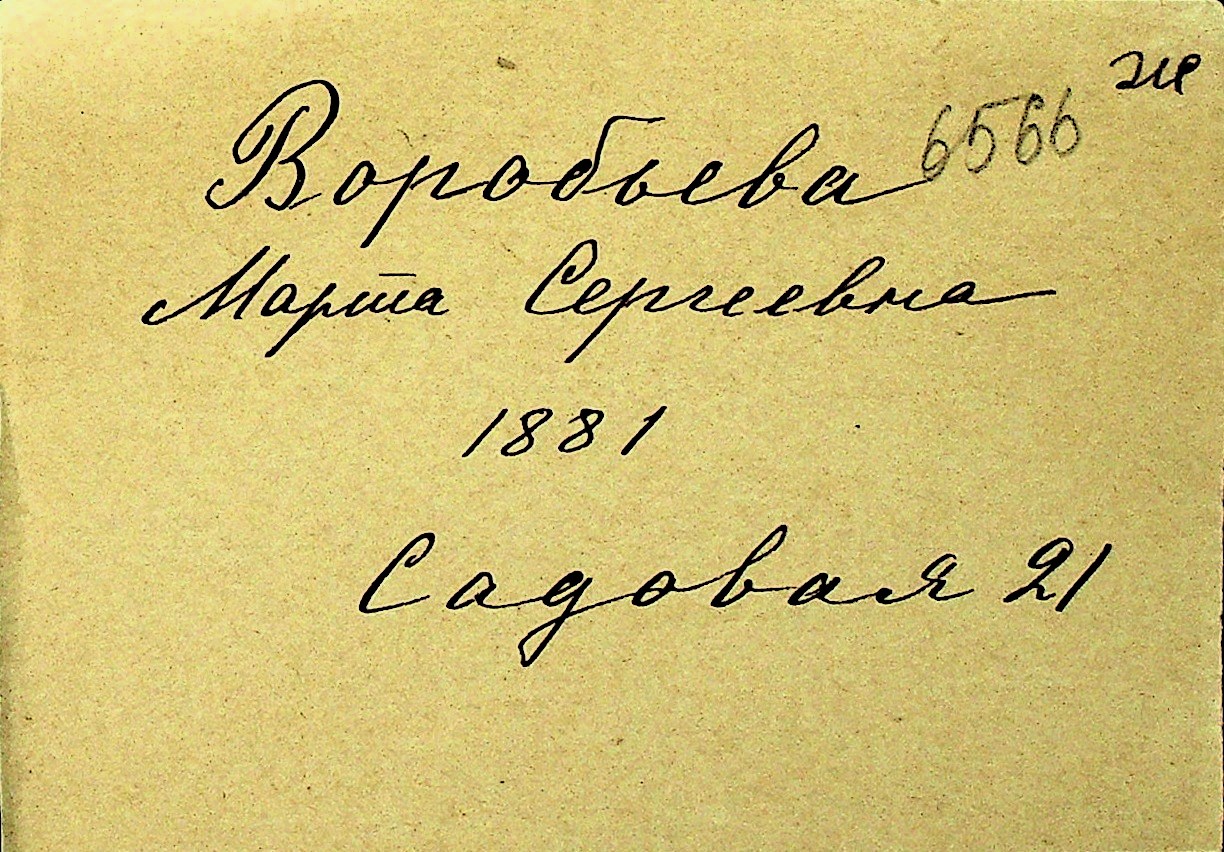 ж
Воробьева 6566
Марта Сергеевна
1881
Садовая 21